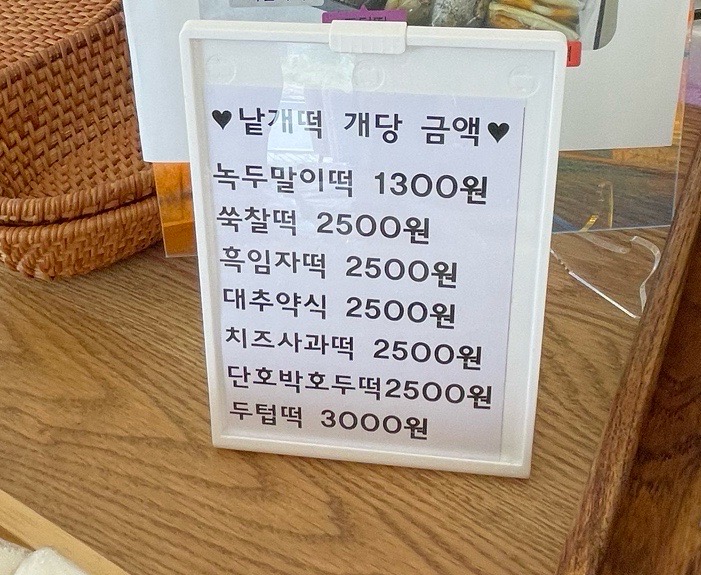 ♥낱개떡 개당 금액♥
녹두말이떡 1300원
쑥찰떡 2500원
흑임자떡 2500원
대추약식 2500원
치즈사과떡 2500원
단호박호두떡2500원
두텁떡 3000원